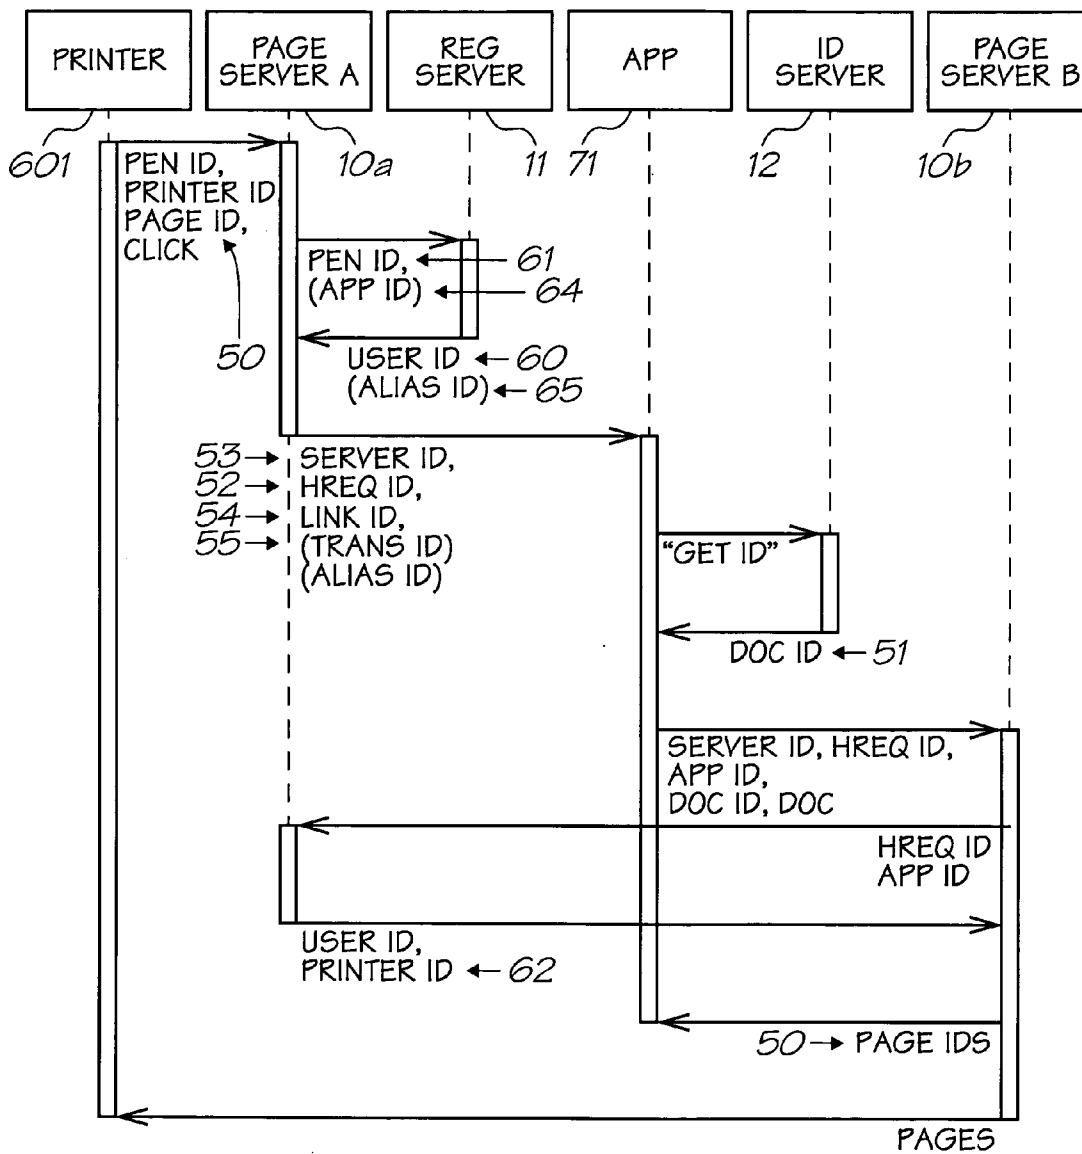 PRINTER
PAGE
SERVER A
REG
SERVER
APP
ID
SERVER
PAGE
SERVER B
601
10a
11
71
12
10b
PEN ID,
PRINTER ID
PAGE ID,
CLICK
50
PEN ID,
61
(APP ID)
64
USER ID
60
(ALIAS ID)
65
53
SERVER ID,
52
HREQ ID,
54
LINK ID,
55
(TRANS ID)
(ALIAS ID)
"GET ID"
DOC ID
51
SERVER ID, HREQ ID,
APP ID,
DOC ID, DOC
HREQ ID
APP ID
USER ID,
PRINTER ID
62
50
PAGE IDS
PAGES